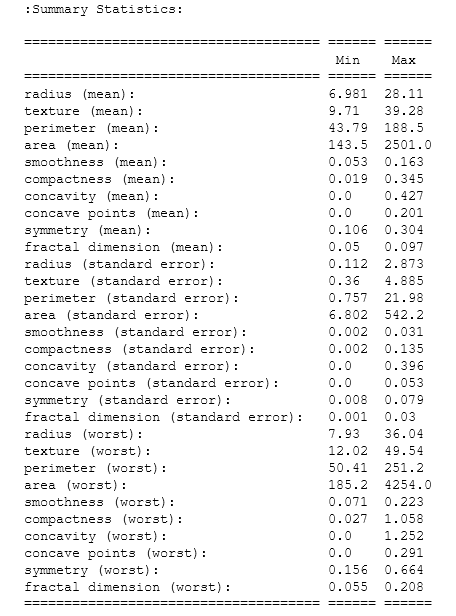 :Summary Statistics:
===================================== ====== ======
Min Max
===================================== ====== ======
radius (mean): 6.981 28.11
texture (mean): 9.71 39.28
perimeter (mean): 43.79 188.5
area (mean): 143.5 2501.0
smoothness (mean): 0.053 0.163
compactness (mean): 0.019 0.345
concavity (mean): 0.0 0.427
concave points (mean): 0.0 0.201
symmetry (mean): 0.106 0.304
fractal dimension (mean): 0.05 0.097
radius (standard error): 0.112 2.873
texture (standard error): 0.36 4.885
perimeter (standard error): 0.757 21.98
area (standard error): 6.802 542.2
smoothness (standard error): 0.002 0.031
compactness (standard error): 0.002 0.135
concavity (standard error): 0.0 0.396
concave points (standard error): 0.0 0.053
symmetry (standard error): 0.008 0.079
fractal dimension (standard error): 0.001 0.03
radius (worst): 7.93 36.04
texture (worst): 12.02 49.54
perimeter (worst): 50.41 251.2
area (worst): 185.2 4254.0
smoothness (worst): 0.071 0.223
compactness (worst): 0.027 1.058
concavity (worst): 0.0 1.252
concave points (worst): 0.0 0.291
symmetry (worst): 0.156 0.664
fractal dimension (worst): 0.055 0.208
===================================== ====== ======